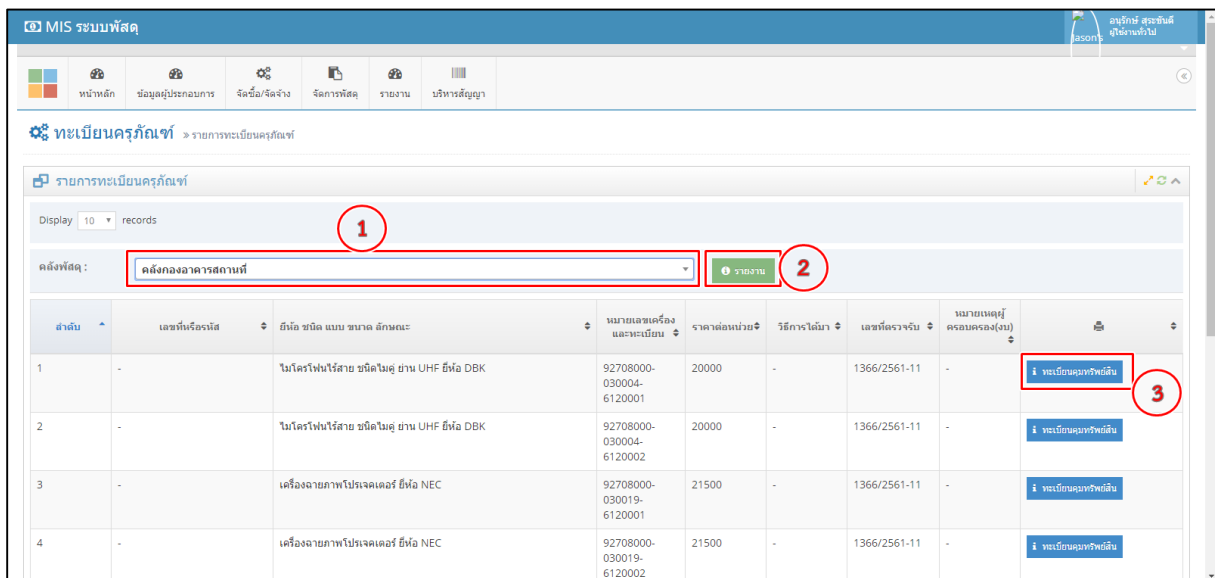 MIS ระบบพัสดุ
อนุรักษ์ สุระขันตี
ผู้ใช้งานทั่วไป
Jason's
หน้าหลัก ข้อมูลผู้ประกอบการ จัดซื้อ/จัดจ้าง จัดการพัสดุ รายงาน บริหารสัญญา
ทะเบียนครุภัณฑ์ » รายการทะเบียนครุภัณฑ์
รายการทะเบียนครุภัณฑ์
Display 10 records
1
คลังพัสดุ : คลังกองอาคารสถานที่ รายงาน 2
ลำดับ เลขที่หรือรหัส ยี่ห้อ ชนิด แบบ ขนาด ลักษณะ หมายเลขเครื่องและทะเบียน ราคาต่อหน่วย วิธีการได้มา เลขที่ตรวจรับ หมายเหตุผู้ครอบครอง(งบ)
1 - ไมโครโฟนไร้สาย ชนิดไมคู่ ย่าน UHF ยี่ห้อ DBK 92708000- 20000 - 1366/2561-11 - ทะเบียนคุมทรัพย์สิน
030004-
6120001
3
2 - ไมโครโฟนไร้สาย ชนิดไมคู่ ย่าน UHF ยี่ห้อ DBK 92708000- 20000 - 1366/2561-11 - ทะเบียนคุมทรัพย์สิน
030004-
6120002
3 - เครื่องฉายภาพโปรเจคเตอร์ ยี่ห้อ NEC 92708000- 21500 - 1366/2561-11 - ทะเบียนคุมทรัพย์สิน
030019-
6120001
4 - เครื่องฉายภาพโปรเจคเตอร์ ยี่ห้อ NEC 92708000- 21500 - 1366/2561-11 - ทะเบียนคุมทรัพย์สิน
030019-
6120002